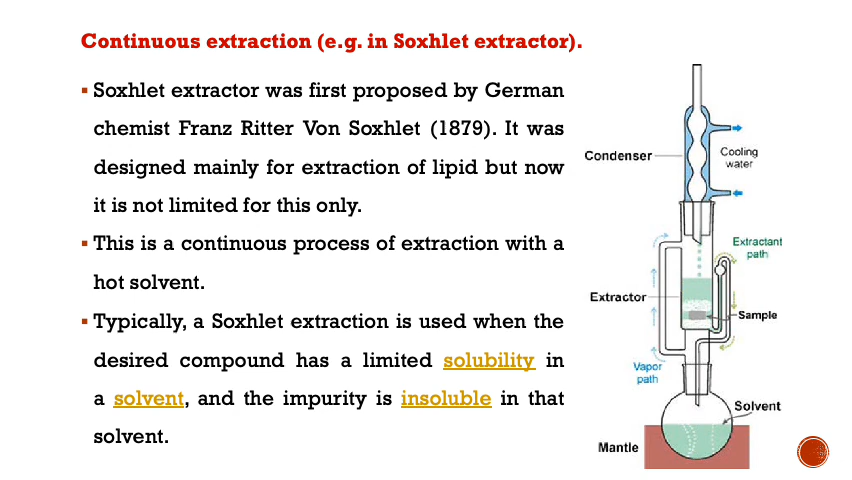 Continuous extraction (e.g. in Soxhlet extractor).
▪ Soxhlet extractor was first proposed by German
chemist Franz Ritter Von Soxhlet (1879). It was
designed mainly for extraction of lipid but now
it is not limited for this only.
▪ This is a continuous process of extraction with a
hot solvent.
▪ Typically, a Soxhlet extraction is used when the
desired compound has a limited solubility in
a solvent, and the impurity is insoluble in that
solvent.
Condenser
Cooling
water
Extractant
path
Extractor
Sample
Vapor
path
Solvent
Mantle